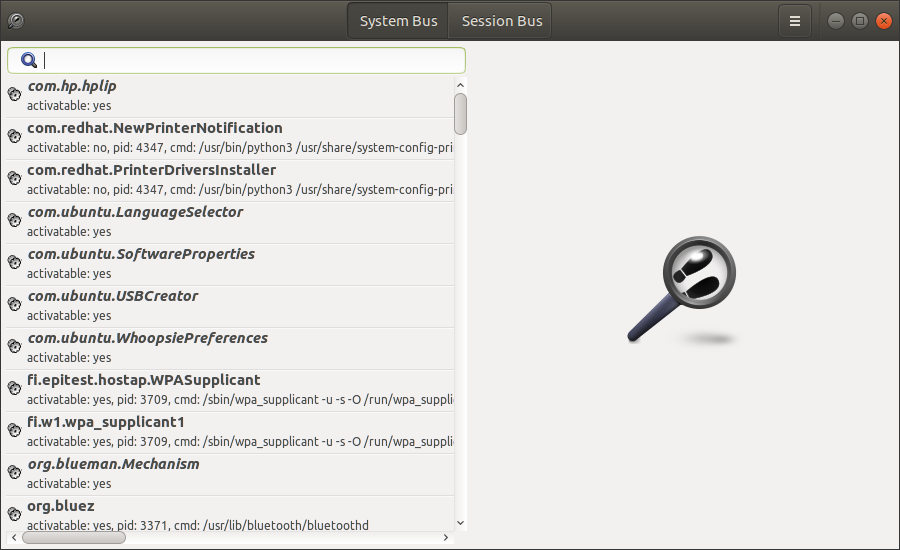 System Bus
Session Bus
com.hp.hplip
activatable: yes
com.redhat.NewPrinterNotification
activatable: no, pid: 4347, cmd: /usr/bin/python3 /usr/share/system-config-pri
com.redhat.PrinterDriversInstaller
activatable: no, pid: 4347, cmd: /usr/bin/python3 /usr/share/system-config-pri
com.ubuntu.LanguageSelector
activatable: yes
com.ubuntu.SoftwareProperties
activatable: yes
com.ubuntu.USBCreator
activatable: yes
com.ubuntu.WhoopsiePreferences
activatable: yes
fi.epitest.hostap.WPASupplicant
activatable: yes, pid: 3709, cmd: /sbin/wpa_supplicant -u -s -O /run/wpa_suppli
fi.w1.wpa_supplicant1
activatable: yes, pid: 3709, cmd: /sbin/wpa_supplicant -u -s -O /run/wpa_suppli
org.blueman.Mechanism
activatable: yes
org.bluez
activatable: yes, pid: 3371, cmd: /usr/lib/bluetooth/bluetoothd